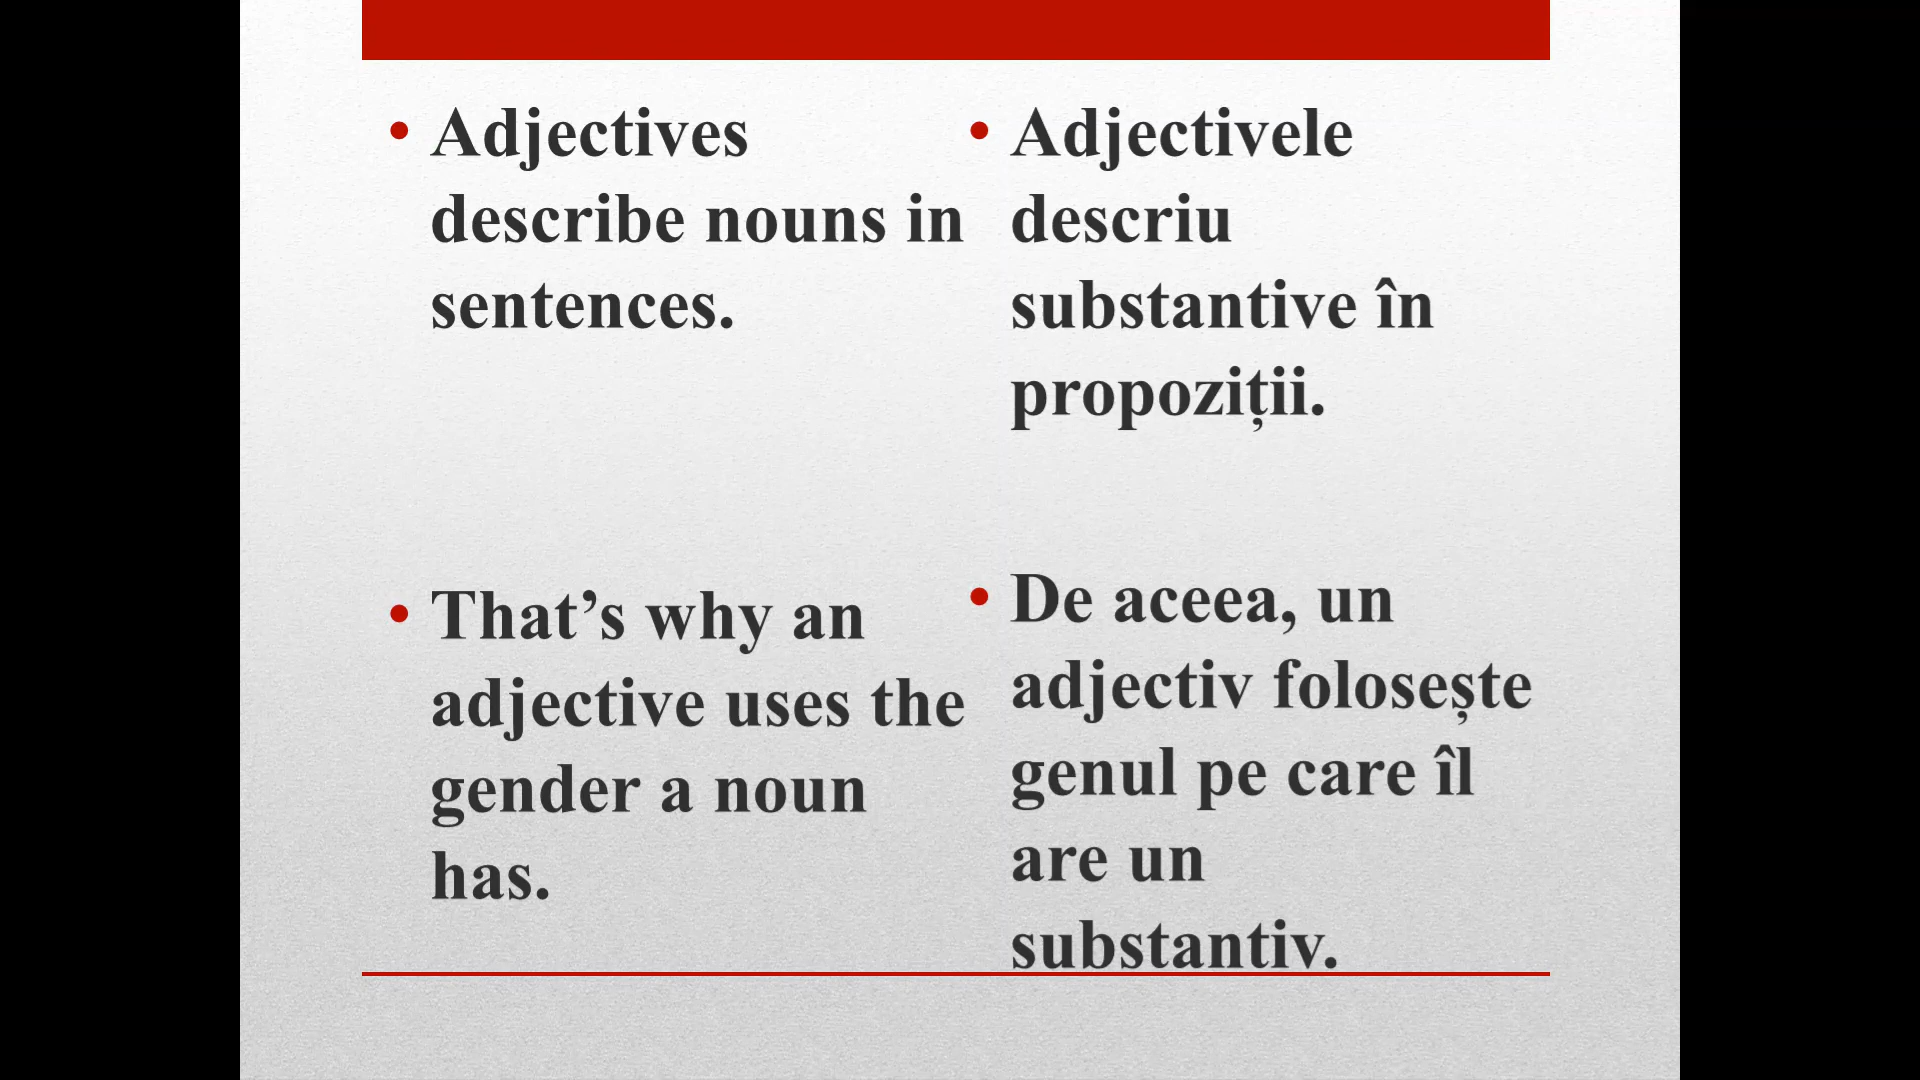 • Adjectives
describe nouns in
sentences.
• That’s why an
adjective uses the
gender a noun
has.
• Adjectivele
descriu
substantive în
propoziții.
• De aceea, un
adjectiv folosește
genul pe care îl
are un
substantiv.